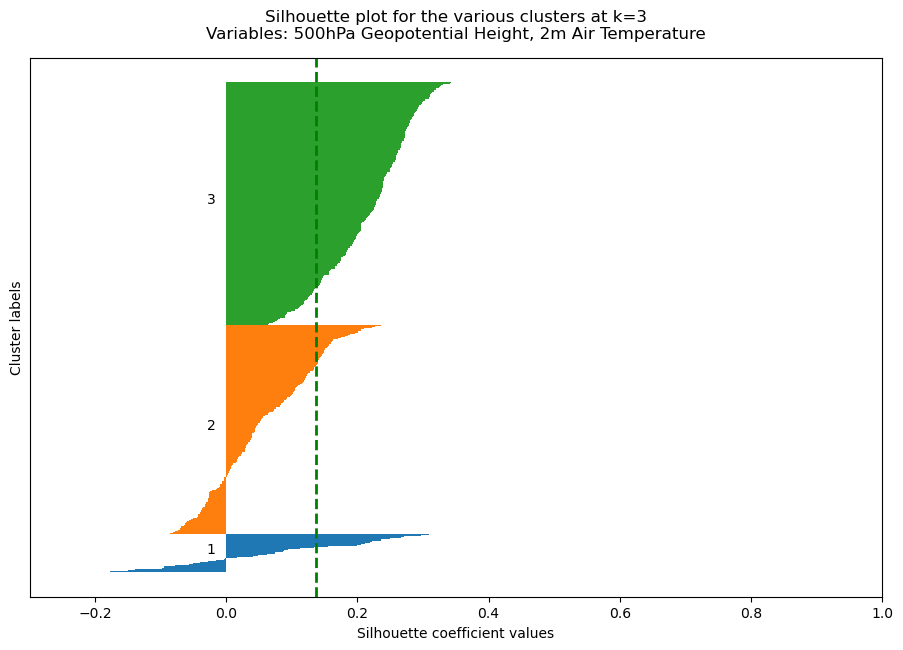 Silhouette plot for the various clusters at k=3
Variables: 500hPa Geopotential Height, 2m Air Temperature
Cluster labels
3
2
1
−0.2 0.0 0.2 0.4 0.6 0.8 1.0
Silhouette coefficient values